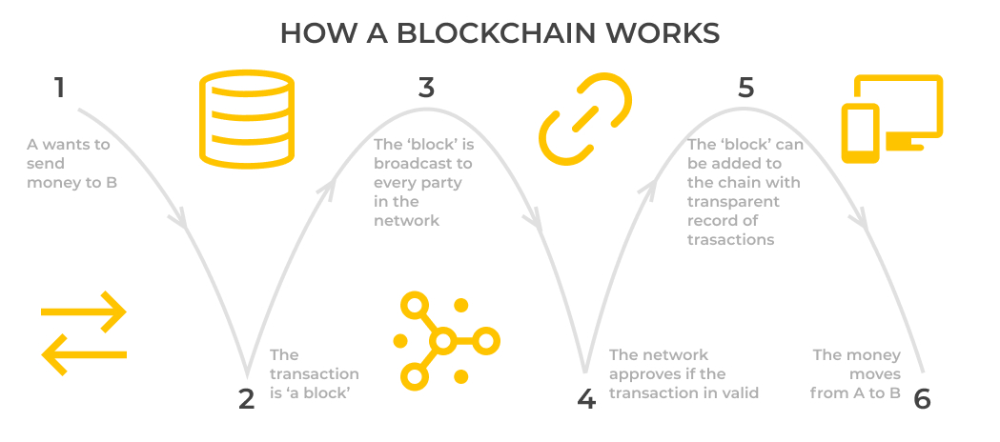 HOW A BLOCKCHAIN WORKS
1
A wants to
send
money to B
2
The
transaction
is ‘a block’
3
The ‘block’ is
broadcast to
every party
in the
network
4
The network
approves if the
transaction in valid
5
The ‘block’ can
be added to
the chain with
transparent
record of
trasactions
6
The money
moves
from A to B